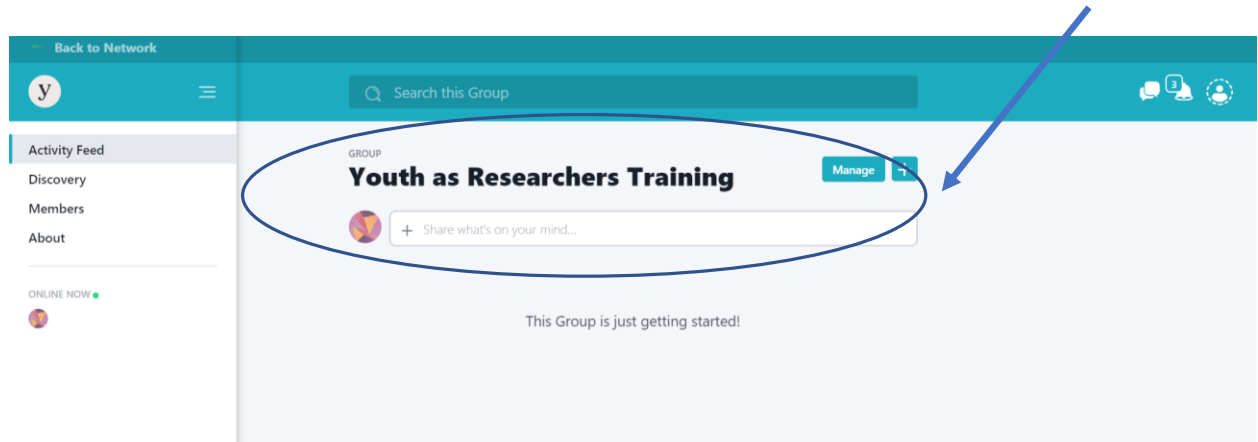 Back to Network
y
Search this Group
3
Activity Feed
Discovery
Members
About
ONLINE NOW
GROUP
Youth as Researchers Training
Manage +
+ Share what's on your mind...
This Group is just getting started!